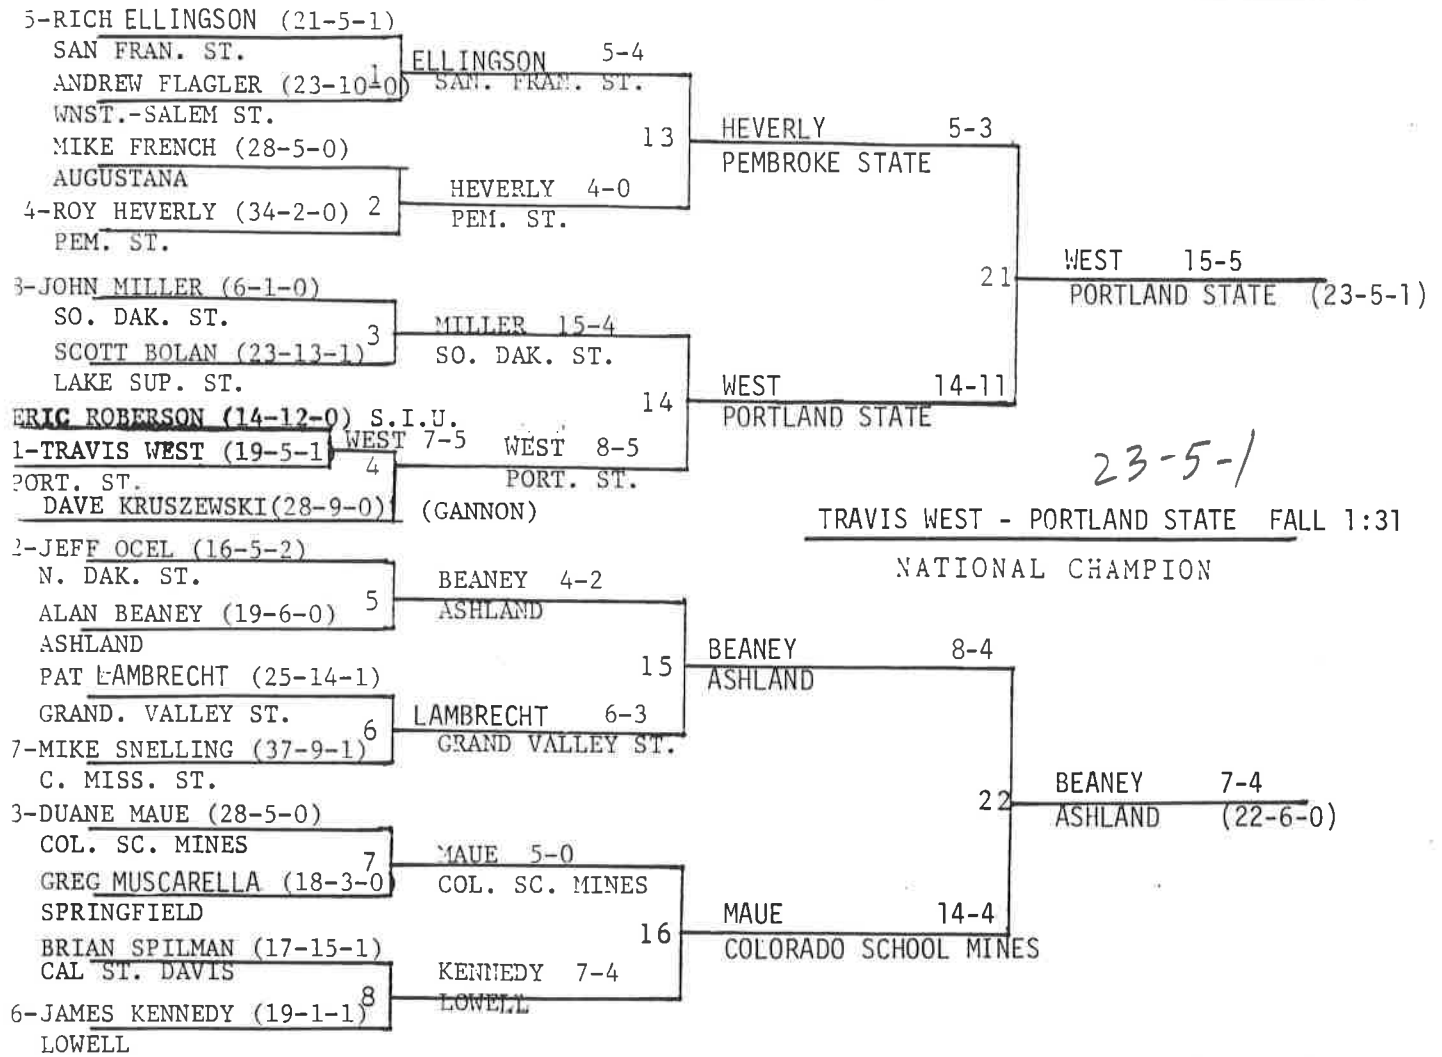 5-RICH ELLINGSON (21-5-1)
SAN FRAN. ST.
1
ANDREW FLAGLER (23-10-0)
WNST.-SALEM ST.
ELLINGSON 5-4
SAN. FRAN. ST.
MIKE FRENCH (28-5-0)
AUGUSTANA
2
4-ROY HEVERLY (34-2-0)
PEM. ST.
HEVERLY 4-0
PEM. ST.
13
HEVERLY 5-3
PEMBROKE STATE
8-JOHN MILLER (6-1-0)
SO. DAK. ST.
3
SCOTT BOLAN (23-13-1)
LAKE SUP. ST.
MILLER 15-4
SO. DAK. ST.
ERIC ROBERSON (14-12-0) S.I.U.
1-TRAVIS WEST (19-5-1
PORT. ST.
WEST 7-5
4
DAVE KRUSZEWSKI(28-9-0) (GANNON)
WEST 8-5
PORT. ST.
14
WEST 14-11
PORTLAND STATE
21
WEST 15-5
PORTLAND STATE (23-5-1)
23-5-1
TRAVIS WEST - PORTLAND STATE FALL 1:31
NATIONAL CHAMPION
2-JEFF OCEL (16-5-2)
N. DAK. ST.
5
ALAN BEANEY (19-6-0)
ASHLAND
BEANEY 4-2
ASHLAND
PAT LAMBRECHT (25-14-1)
GRAND. VALLEY ST.
6
7-MIKE SNELLING (37-9-1)
C. MISS. ST.
LAMBRECHT 6-3
GRAND VALLEY ST.
15
BEANEY 8-4
ASHLAND
3-DUANE MAUE (28-5-0)
COL. SC. MINES
7
GREG MUSCARELLA (18-3-0
SPRINGFIELD
MAUE 5-0
COL. SC. MINES
BRIAN SPILMAN (17-15-1)
CAL ST. DAVIS
8
6-JAMES KENNEDY (19-1-1)
LOWELL
KENNEDY 7-4
LOWELL
16
MAUE 14-4
COLORADO SCHOOL MINES
22
BEANEY 7-4
ASHLAND (22-6-0)